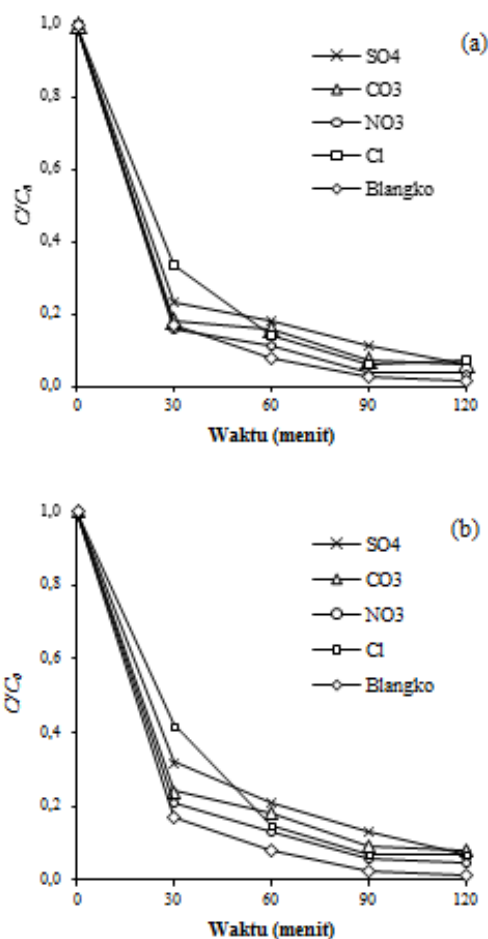 (a)
1,0
0,8
0,6
0,4
0,2
0,0
C/C₀
SO4
CO3
NO3
Cl
Blangko
0 30 60 90 120
Waktu (menit)
(b)
1,0
0,8
0,6
0,4
0,2
0,0
C/C₀
SO4
CO3
NO3
Cl
Blangko
0 30 60 90 120
Waktu (menit)